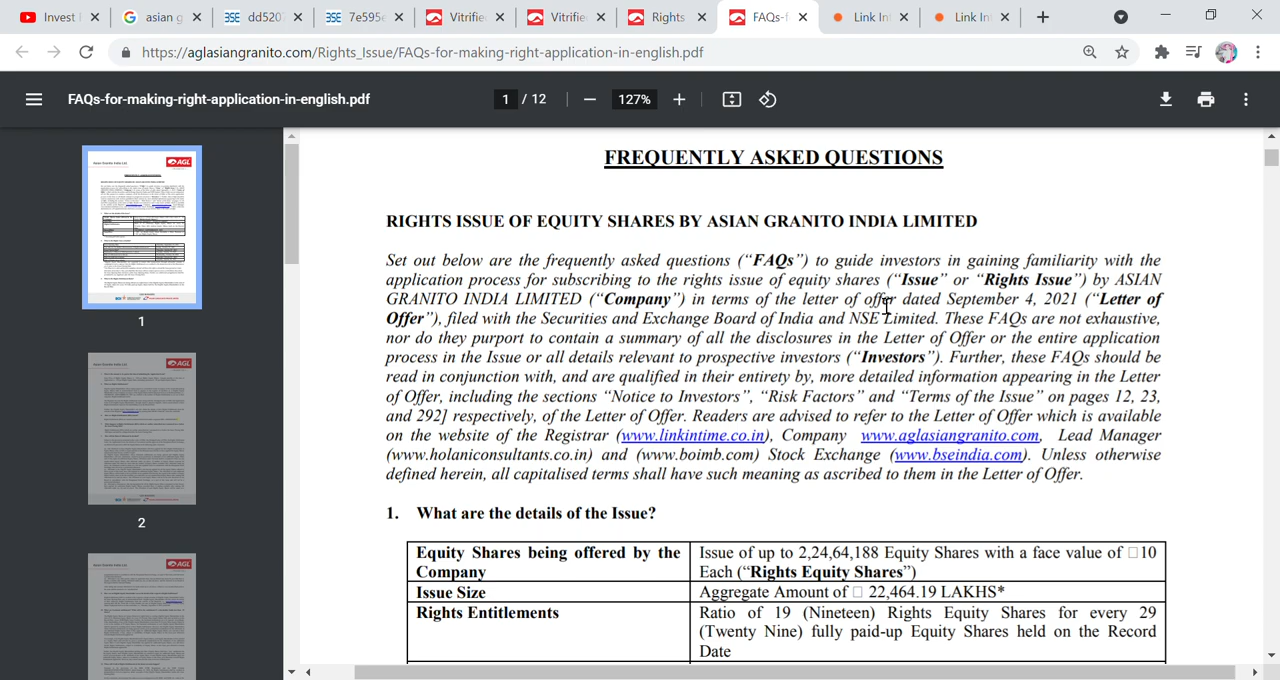 Invest
asian g
dd520
7e595
Vitrifie
Vitrifie
Rights
FAQs-f
Link In
Link In
https://aglasiangranito.com/Rights_Issue/FAQs-for-making-right-application-in-english.pdf
FAQs-for-making-right-application-in-english.pdf
1 / 12
127%
1
2
FREQUENTLY ASKED QUESTIONS
RIGHTS ISSUE OF EQUITY SHARES BY ASIAN GRANITO INDIA LIMITED
Set out below are the frequently asked questions (“FAQs”) to guide investors in gaining familiarity with the
application process for subscribing to the rights issue of equity shares (“Issue” or “Rights Issue”) by ASIAN
GRANITO INDIA LIMITED (“Company”) in terms of the letter of offer dated September 4, 2021 (“Letter of
Offer”), filed with the Securities and Exchange Board of India and NSE Limited. These FAQs are not exhaustive,
nor do they purport to contain a summary of all the disclosures in the Letter of Offer or the entire application
process in the Issue or all details relevant to prospective investors (“Investors”). Further, these FAQs should be
read in conjunction with, and is qualified in their entirety by, more detailed information appearing in the Letter
of Offer, including the sections “Notice to Investors”, “Risk Factors” and “Terms of the Issue” on pages 12, 23,
and 292] respectively, of the Letter of Offer. Readers are advised to refer to the Letter of Offer which is available
on the website of the Registrar, (www.linkintime.co.in), Company www.aglasiangranito.com, Lead Manager
(www.holaniconsultants.co.in) and (www.boimb.com) Stock Exchange (www.bseindia.com). Unless otherwise
specified, all capitalised terms used herein shall have such meaning as ascribed to them in the Letter of Offer.
1. What are the details of the Issue?
Equity Shares being offered by the Company
Issue of up to 2,24,64,188 Equity Shares with a face value of □10
Each (“Rights Equity Shares”)
Issue Size
Aggregate Amount of □ 22,464.19 LAKHS*
Rights Entitlement
Ratio of 19 (Nineteen) Rights Equity Shares for every 29
(Twenty Nine) fully paid-up Equity Shares held on the Record
Date